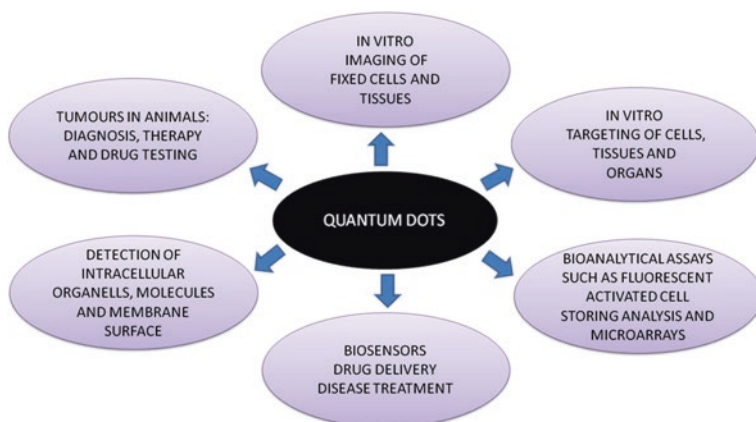 IN VITRO
IMAGING OF
FIXED CELLS AND
TISSUES
TUMOURS IN ANIMALS:
DIAGNOSIS, THERAPY
AND DRUG TESTING
IN VITRO
TARGETING OF CELLS,
TISSUES AND
ORGANS
QUANTUM DOTS
DETECTION OF
INTRACELLULAR
ORGANELLS, MOLECULES
AND MEMBRANE
SURFACE
BIOANALYTICAL ASSAYS
SUCH AS FLUORESCENT
ACTIVATED CELL
STORING ANALYSIS AND
MICROARRAYS
BIOSENSORS
DRUG DELIVERY
DISEASE TREATMENT